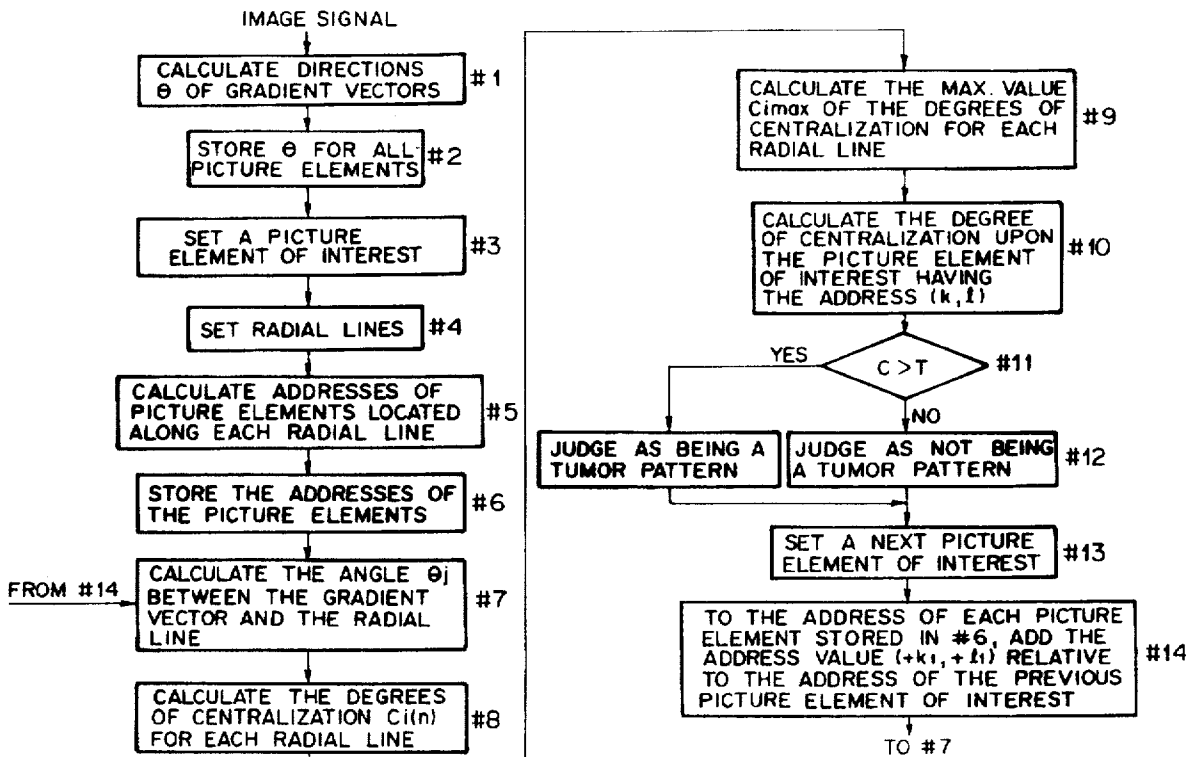 IMAGE SIGNAL
CALCULATE DIRECTIONS
θ OF GRADIENT VECTORS
#1
STORE θ FOR ALL
PICTURE ELEMENTS
#2
SET A PICTURE
ELEMENT OF INTEREST
#3
SET RADIAL LINES
#4
CALCULATE ADDRESSES OF
PICTURE ELEMENTS LOCATED
ALONG EACH RADIAL LINE
#5
STORE THE ADDRESSES OF
THE PICTURE ELEMENTS
#6
FROM #14
CALCULATE THE ANGLE θj
BETWEEN THE GRADIENT
VECTOR AND THE RADIAL
LINE
#7
CALCULATE THE DEGREES
OF CENTRALIZATION Ci(n)
FOR EACH RADIAL LINE
#8
CALCULATE THE MAX. VALUE
Cimax OF THE DEGREES OF
CENTRALIZATION FOR EACH
RADIAL LINE
#9
CALCULATE THE DEGREE
OF CENTRALIZATION UPON
THE PICTURE ELEMENT
OF INTEREST HAVING
THE ADDRESS (k,ℓ)
#10
YES
C>T
#11
NO
JUDGE AS BEING A
TUMOR PATTERN
JUDGE AS NOT BEING
A TUMOR PATTERN
#12
SET A NEXT PICTURE
ELEMENT OF INTEREST
#13
TO THE ADDRESS OF EACH PICTURE
ELEMENT STORED IN #6, ADD THE
ADDRESS VALUE (+k1,+ℓ1) RELATIVE
TO THE ADDRESS OF THE PREVIOUS
PICTURE ELEMENT OF INTEREST
#14
TO #7